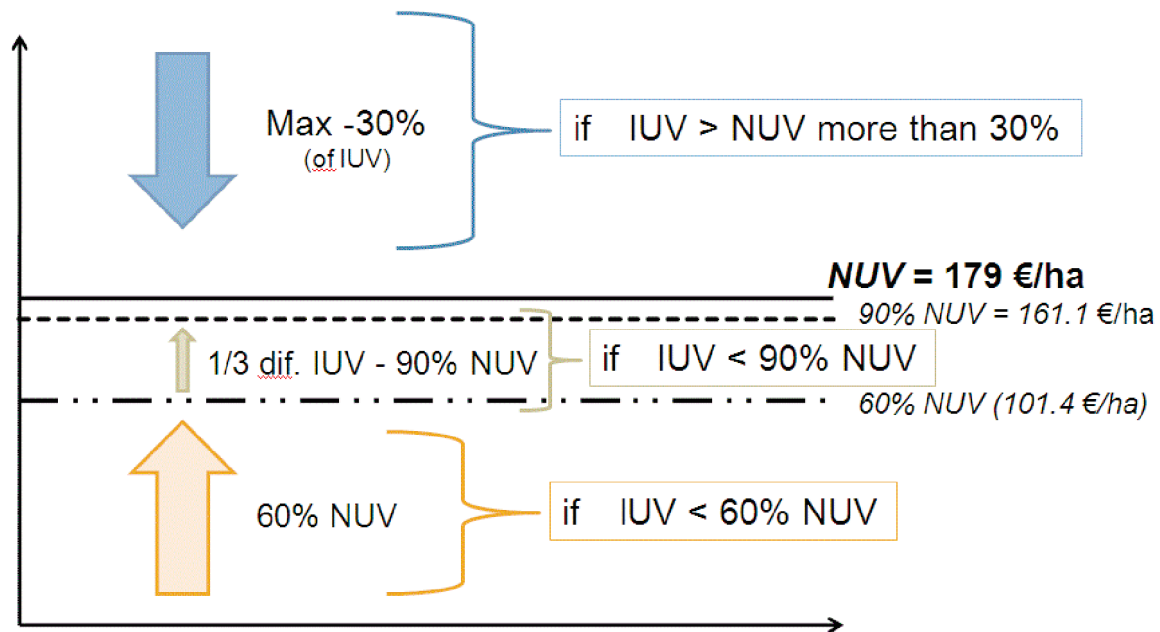 Max -30%
(of IUV)
if IUV > NUV more than 30%
NUV = 179 €/ha
90% NUV = 161.1 €/ha
1/3 dif. IUV - 90% NUV
if IUV < 90% NUV
60% NUV (101.4 €/ha)
60% NUV
if IUV < 60% NUV